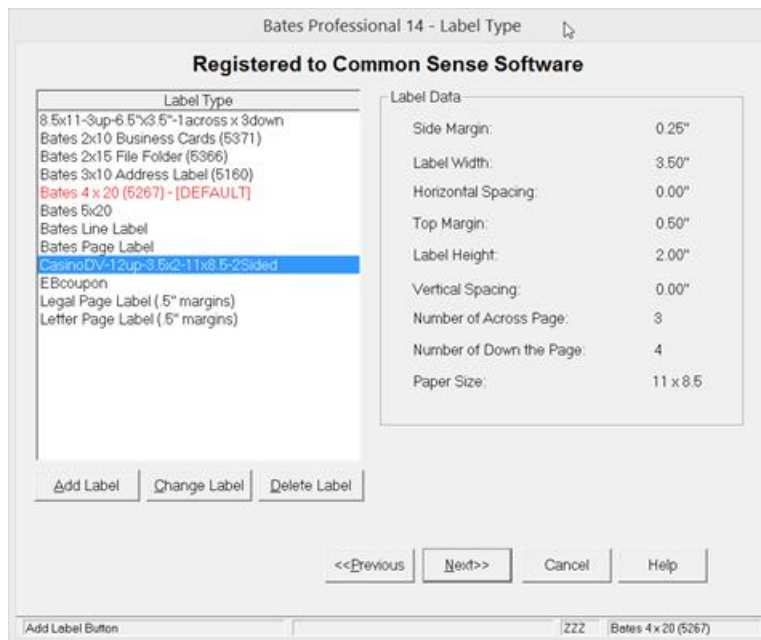 Bates Professional 14 - Label Type
Registered to Common Sense Software
Label Type
8.5x11-3up-6.5"x3.5"-1across x 3down
Bates 2x10 Business Cards (5371)
Bates 2x15 File Folder (5366)
Bates 3x10 Address Label (5160)
Bates 4 x 20 (5267) - [DEFAULT]
Bates 5x20
Bates Line Label
Bates Page Label
CasinoDV-12up-3.5x2-11x8.5-2Sided
EBcoupon
Legal Page Label (.5" margins)
Letter Page Label (.5" margins)
Add Label Change Label Delete Label
Label Data
Side Margin: 0.25"
Label Width: 3.50"
Horizontal Spacing: 0.00"
Top Margin: 0.50"
Label Height: 2.00"
Vertical Spacing: 0.00"
Number of Across Page: 3
Number of Down the Page: 4
Paper Size: 11 x 8.5
<<Previous Next>> Cancel Help
Add Label Button ZZZ Bates 4 x 20 (5267)